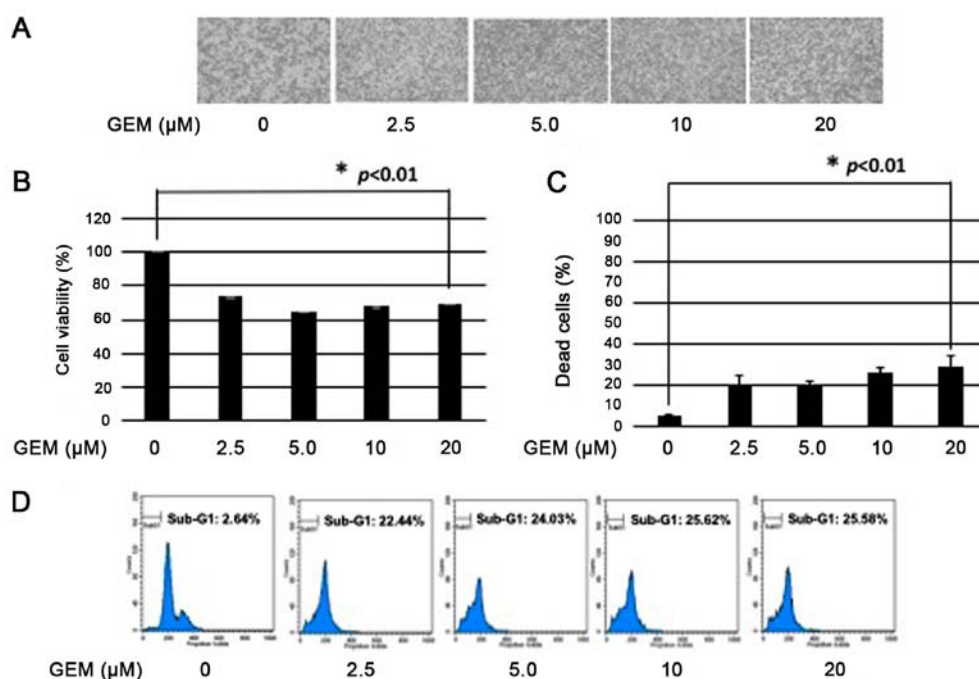 A
GEM (µM) 0 2.5 5.0 10 20
B
* p<0.01
Cell viability (%)
120
100
80
60
40
20
0
GEM (µM) 0 2.5 5.0 10 20
C
* p<0.01
Dead cells (%)
100
90
80
70
60
50
40
30
20
10
0
GEM (µM) 0 2.5 5.0 10 20
D
Sub-G1: 2.64% Sub-G1: 22.44% Sub-G1: 24.03% Sub-G1: 25.62% Sub-G1: 25.58%
GEM (µM) 0 2.5 5.0 10 20